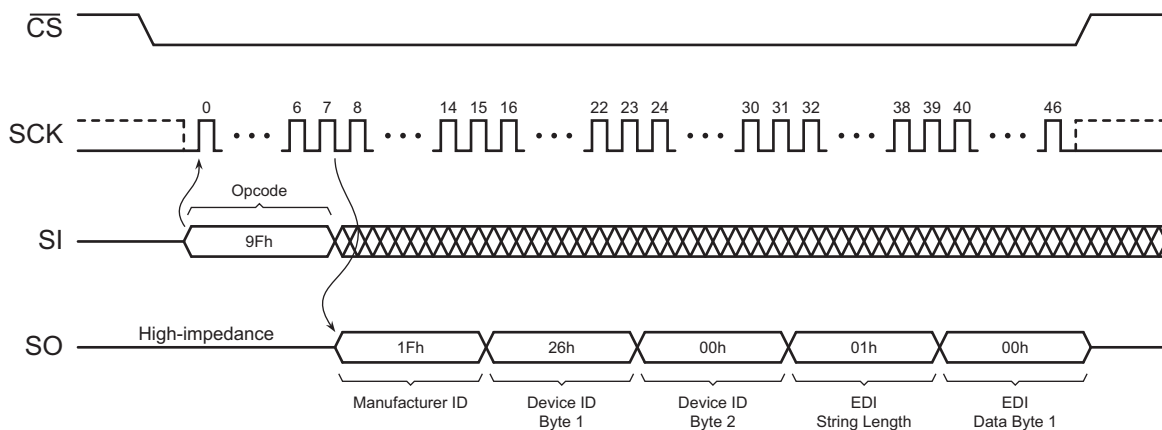 CS
0 6 7 8 14 15 16 22 23 24 30 31 32 38 39 40 46
SCK
Opcode
SI
9Fh
High-impedance
SO
1Fh 26h 00h 01h 00h
Manufacturer ID Device ID Device ID EDI EDI
Byte 1 Byte 2 String Length Data Byte 1